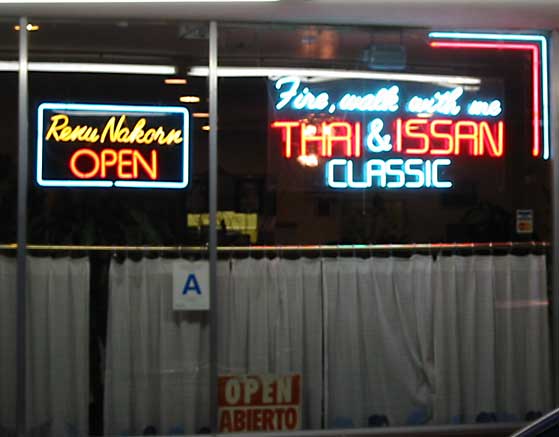 Renu Nakorn
OPEN
Fire, walk with me
THAI & ISSAN
CLASSIC
A
OPEN
ABIERTO